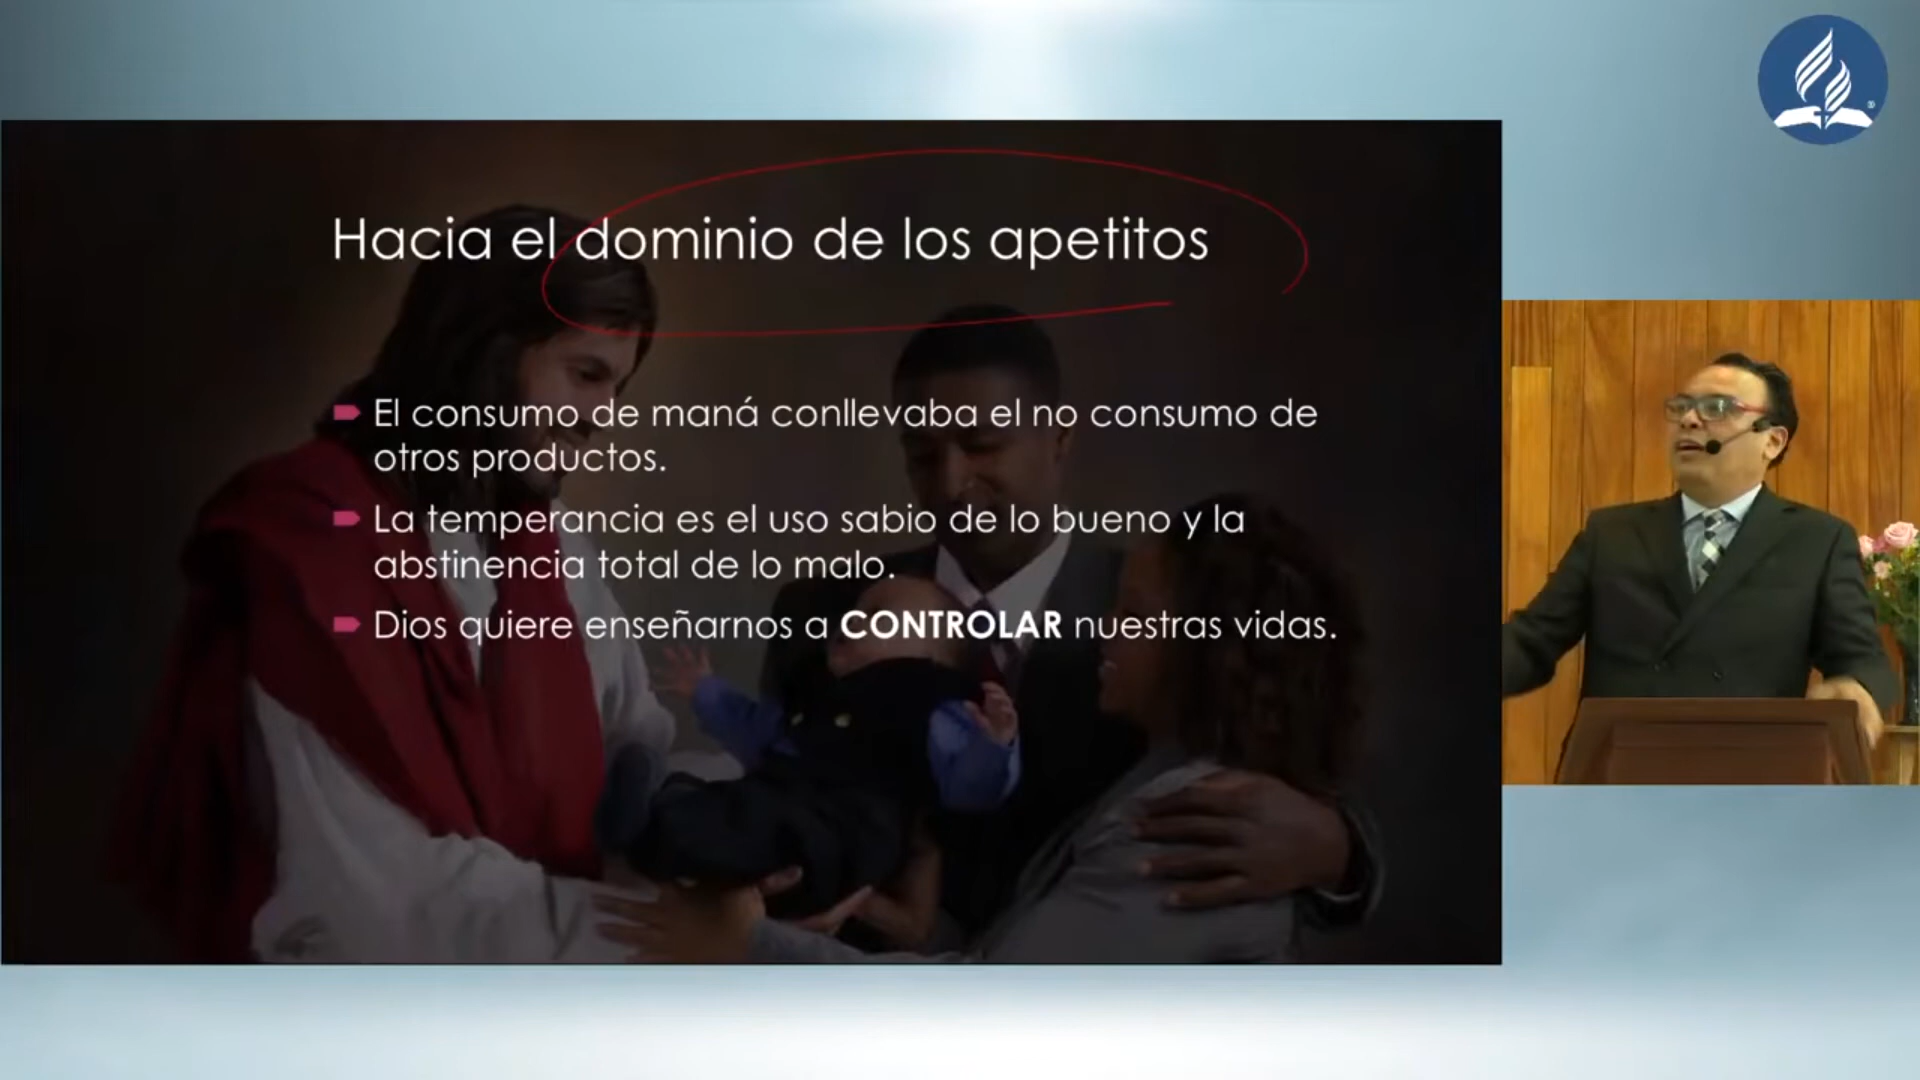 Hacia el dominio de los apetitos
El consumo de maná conllevaba el no consumo de
otros productos.
La temperancia es el uso sabio de lo bueno y la
abstinencia total de lo malo.
Dios quiere enseñarnos a CONTROLAR nuestras vidas.